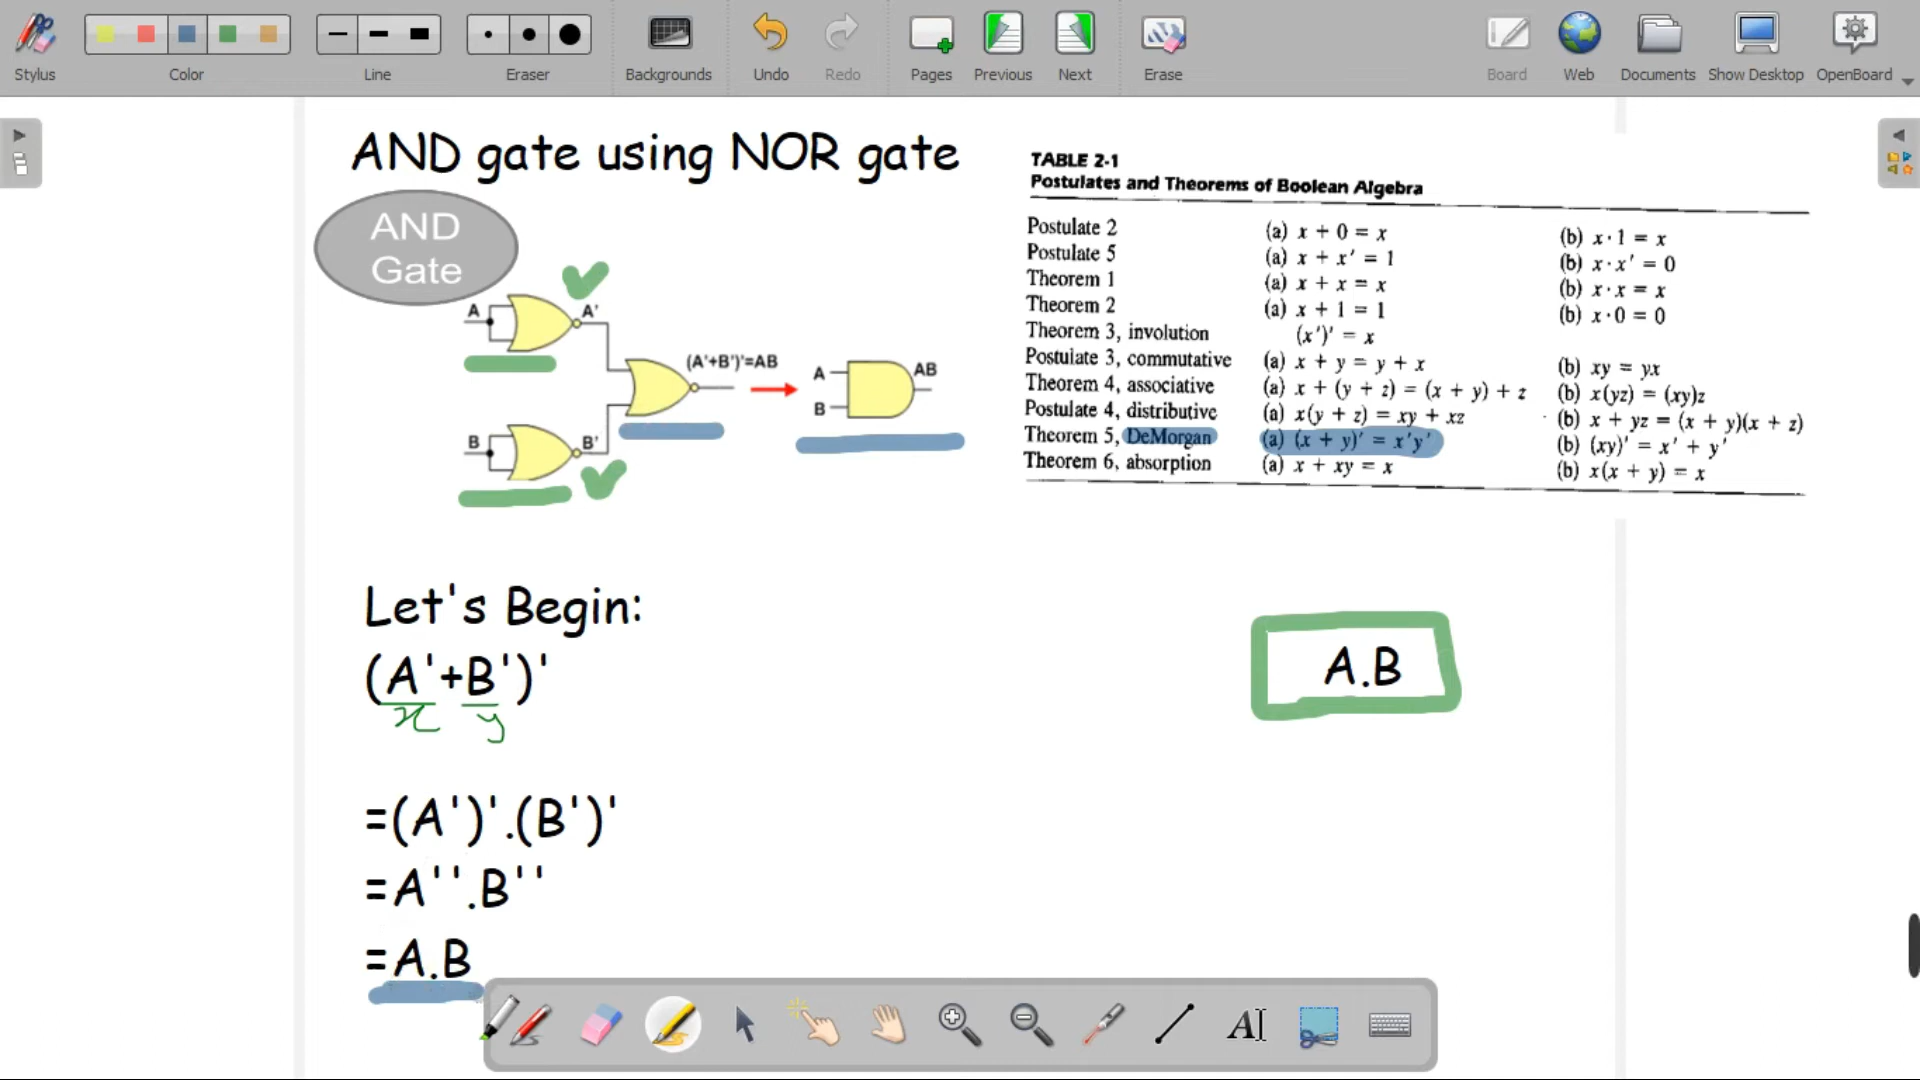 Stylus
Color
Line
Eraser
Backgrounds
Undo
Redo
Pages
Previous
Next
Erase
Board
Web
Documents
Show Desktop
OpenBoard
AND gate using NOR gate
AND
Gate
A
A'
B
B'
(A'+B')'=AB
A
B
AB
TABLE 2-1
Postulates and Theorems of Boolean Algebra
Postulate 2 (a) x + 0 = x (b) x · 1 = x
Postulate 5 (a) x + x' = 1 (b) x · x' = 0
Theorem 1 (a) x + x = x (b) x · x = x
Theorem 2 (a) x + 1 = 1 (b) x · 0 = 0
Theorem 3, involution (x')' = x
Postulate 3, commutative (a) x + y = y + x (b) xy = yx
Theorem 4, associative (a) x + (y + z) = (x + y) + z (b) x(yz) = (xy)z
Postulate 4, distributive (a) x(y + z) = xy + xz (b) x + yz = (x + y)(x + z)
Theorem 5, DeMorgan (a) (x + y)' = x'y' (b) (xy)' = x' + y'
Theorem 6, absorption (a) x + xy = x (b) x(x + y) = x
Let's Begin:
(A'+B')'
x y
=(A')'.(B')'
=A''.B''
=A.B
A.B